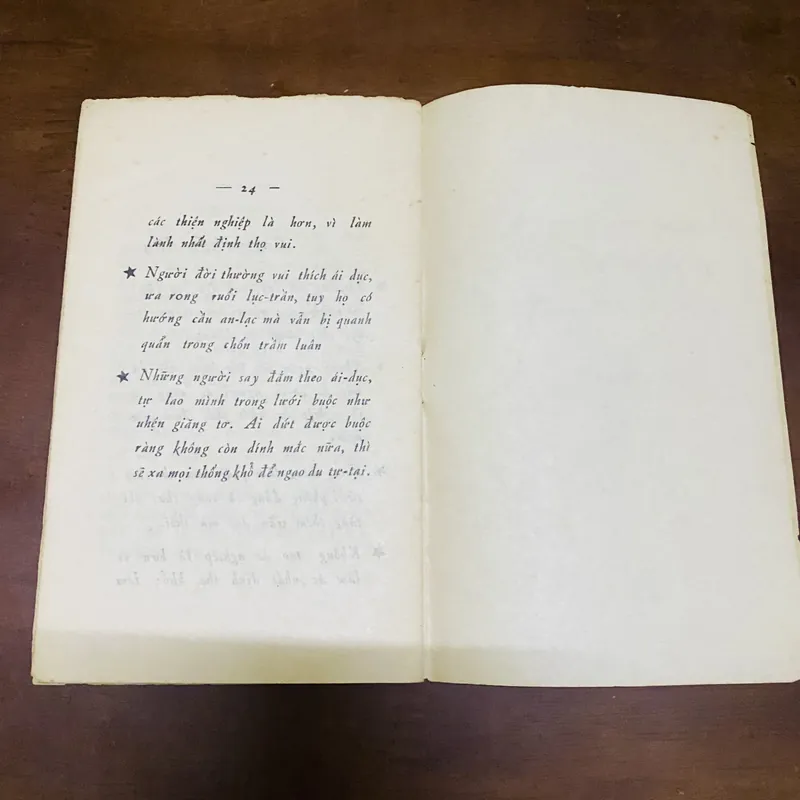 — 24 —
các thiện nghiệp là hơn, vì làm
lành nhất định thọ vui.
★ Người đời thường vui thích ái dục,
ưa rong ruổi lục-trần, tuy họ có
hướng cầu an-lạc mà vẫn bị quanh
quẩn trong chốn trầm luân
★ Những người say đắm theo ái-dục,
tự lao mình trong lưới buộc như
uhện giăng tơ. Ai dứt được buộc
ràng không còn dính mắc nữa, thì
sẽ xa mọi thống khổ để ngao du tự-tại.